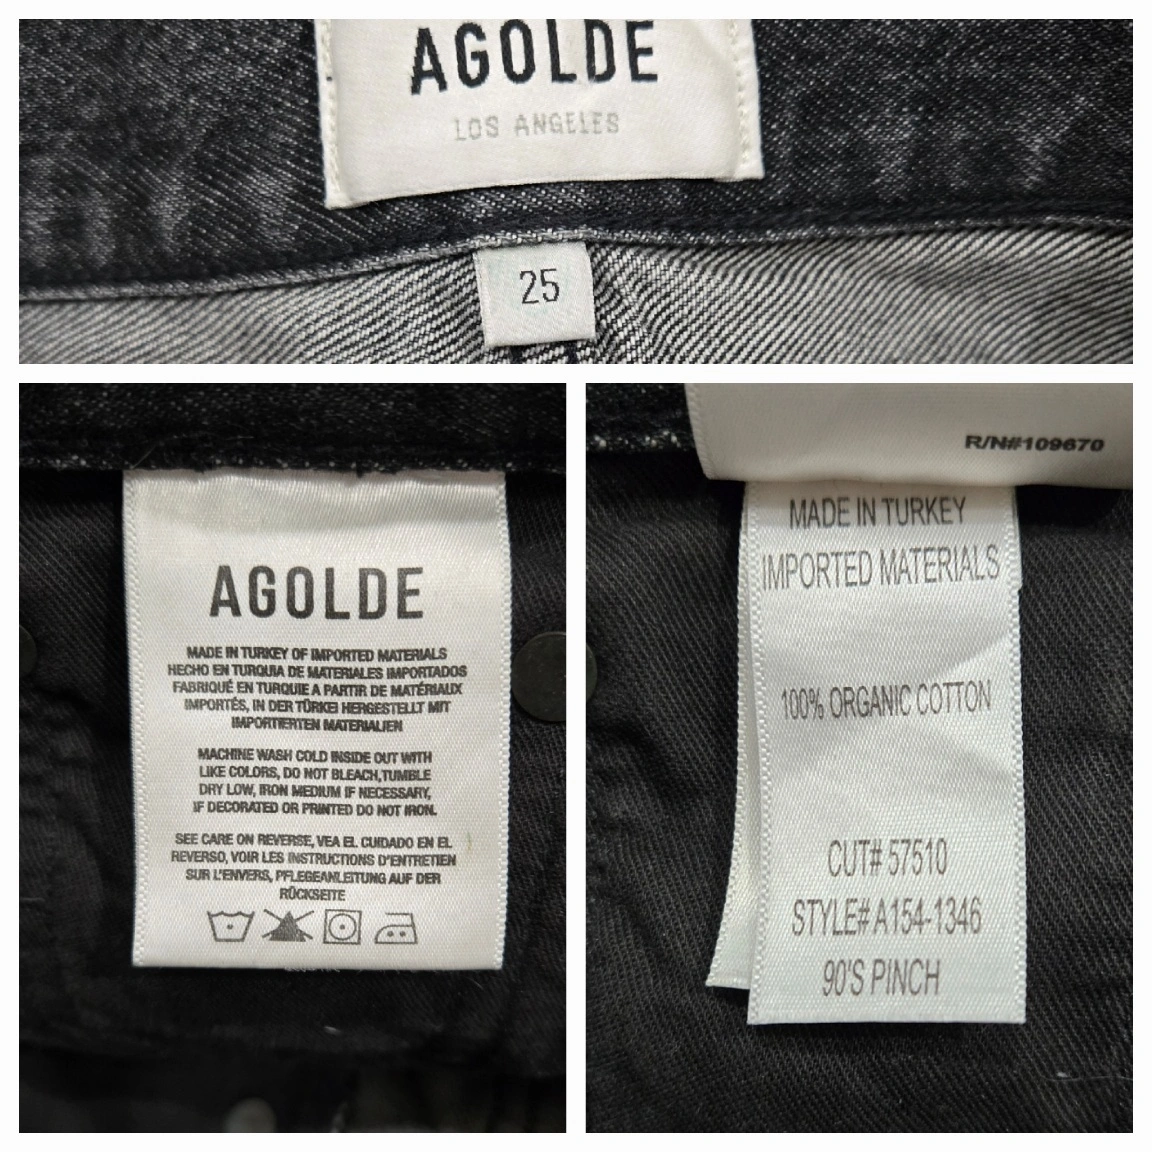 AGOLDE
LOS ANGELES
25
AGOLDE
MADE IN TURKEY OF IMPORTED MATERIALS
HECHO EN TURQUIA DE MATERIALES IMPORTADOS
FABRIQUÉ EN TURQUIE A PARTIR DE MATÉRIAUX
IMPORTÉS, IN DER TÜRKEI HERGESTELLT MIT
IMPORTIERTEN MATERIALIEN
MACHINE WASH COLD INSIDE OUT WITH
LIKE COLORS, DO NOT BLEACH,TUMBLE
DRY LOW, IRON MEDIUM IF NECESSARY,
IF DECORATED OR PRINTED DO NOT IRON.
SEE CARE ON REVERSE, VEA EL CUIDADO EN EL
REVERSO, VOIR LES INSTRUCTIONS D'ENTRETIEN
SUR L'ENVERS, PFLEGEANLEITUNG AUF DER
RÜCKSEITE
R/N#109670
MADE IN TURKEY
IMPORTED MATERIALS
100% ORGANIC COTTON
CUT# 57510
STYLE# A154-1346
90'S PINCH